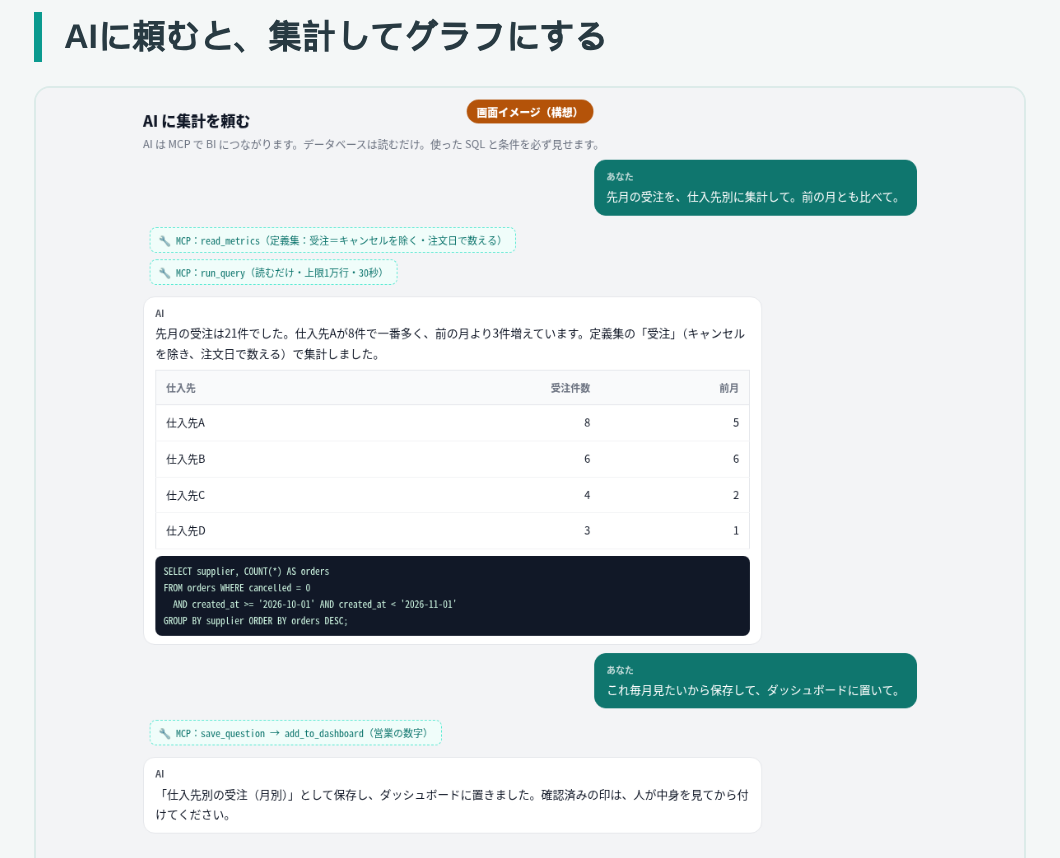 AIに頼むと、集計してグラフにする
AI に集計を頼む
画面イメージ（構想）
AI は MCP で BI につながります。データベースは読むだけ。使った SQL と条件を必ず見せます。
あなた
先月の受注を、仕入先別に集計して。前の月とも比べて。
🔧 MCP：read_metrics（定義集：受注＝キャンセルを除く・注文日で数える）
🔧 MCP：run_query（読むだけ・上限1万行・30秒）
AI
先月の受注は21件でした。仕入先Aが8件で一番多く、前の月より3件増えています。定義集の「受注」（キャンセル
を除き、注文日で数える）で集計しました。
仕入先 受注件数 前月
仕入先A 8 5
仕入先B 6 6
仕入先C 4 2
仕入先D 3 1
SELECT supplier, COUNT(*) AS orders
FROM orders WHERE cancelled = 0
AND created_at >= '2026-10-01' AND created_at < '2026-11-01'
GROUP BY supplier ORDER BY orders DESC;
あなた
これ毎月見たいから保存して、ダッシュボードに置いて。
🔧 MCP：save_question → add_to_dashboard（営業の数字）
AI
「仕入先別の受注（月別）」として保存し、ダッシュボードに置きました。確認済みの印は、人が中身を見てから付
けてください。